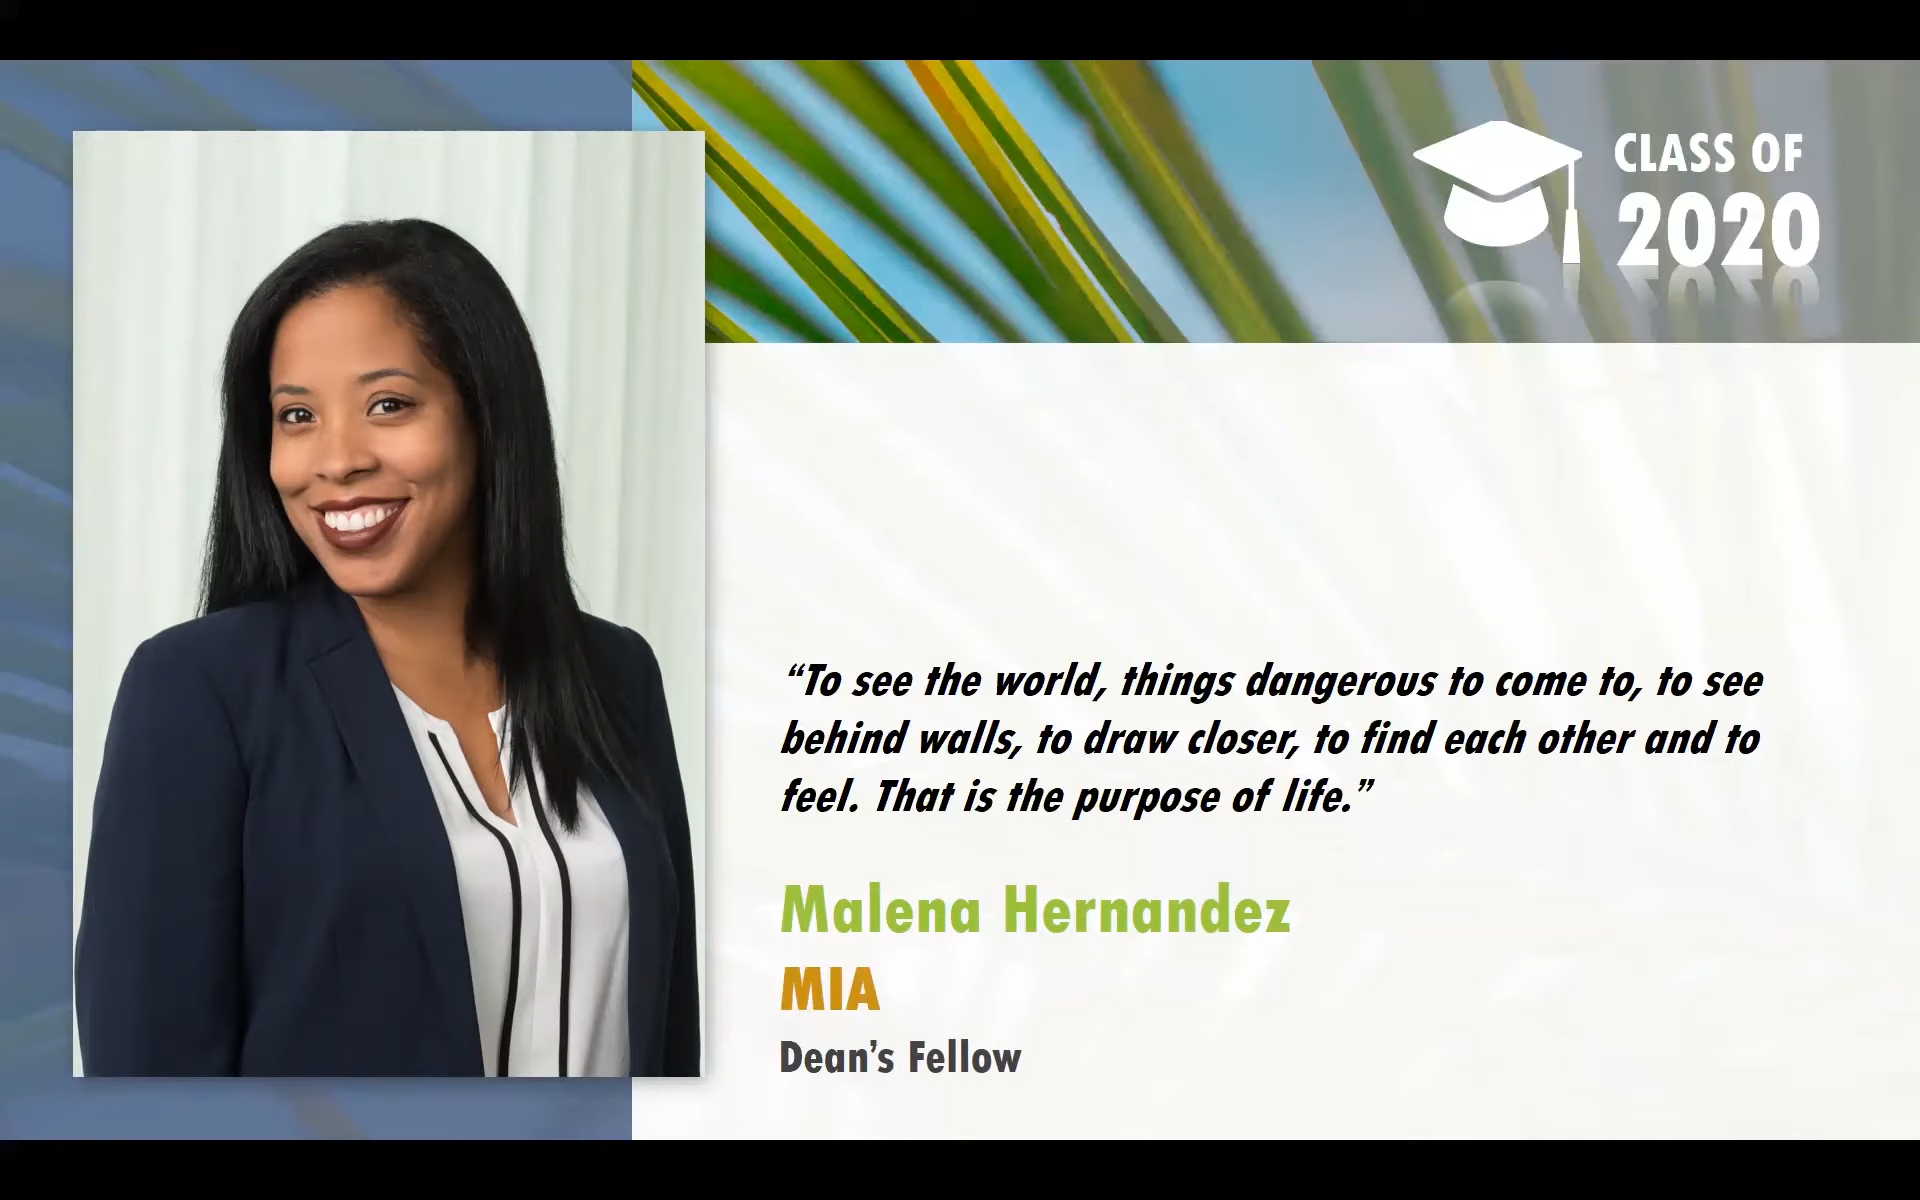 CLASS OF
2020
“To see the world, things dangerous to come to, to see
behind walls, to draw closer, to find each other and to
feel. That is the purpose of life.”
Malena Hernandez
MIA
Dean’s Fellow